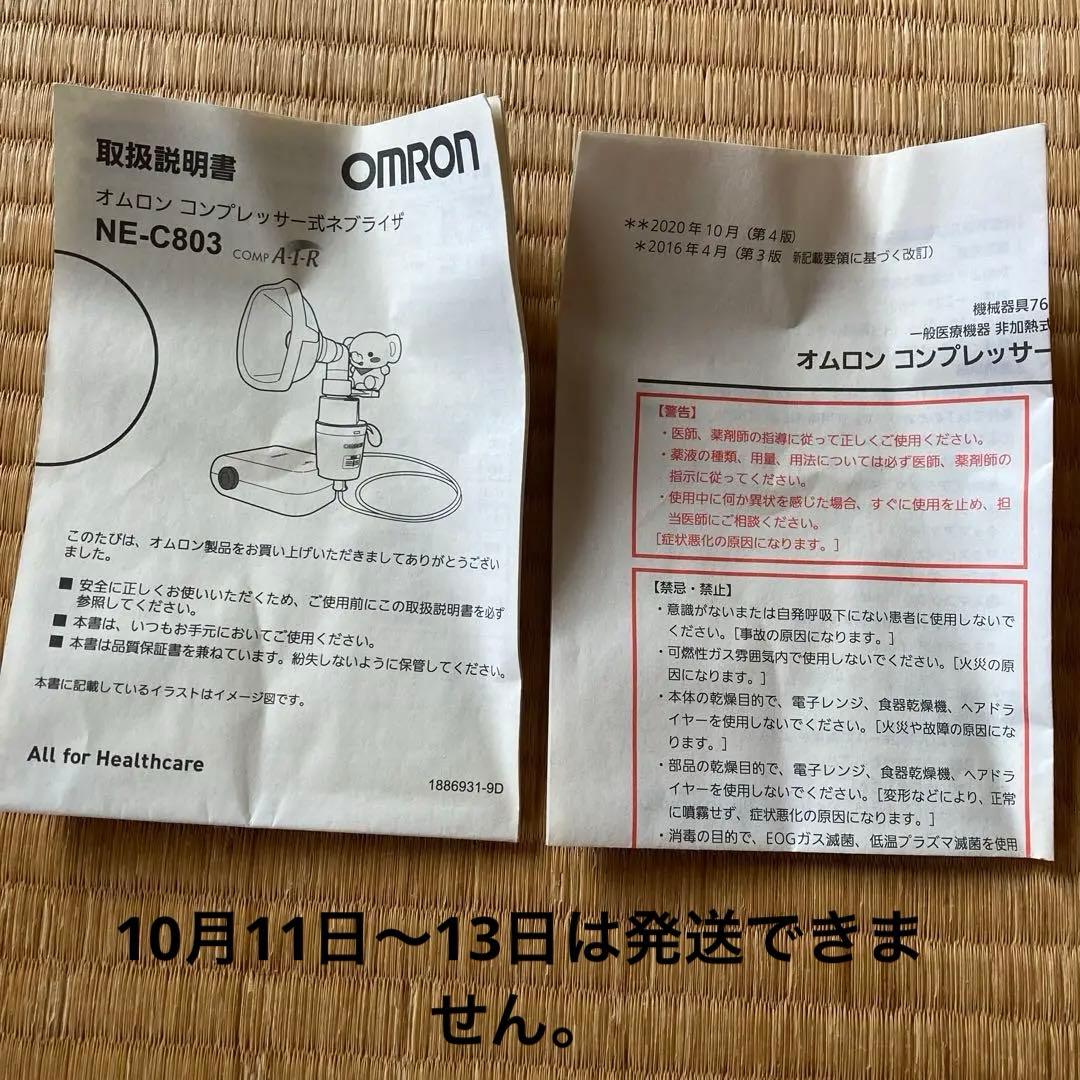 取扱説明書
OMRON
オムロン コンプレッサー式ネブライザ
NE-C803 COMP A-I-R
このたびは、オムロン製品をお買い上げいただきましてありがとうござい
ました。
■ 安全に正しくお使いいただくため、ご使用前にこの取扱説明書を必ず
参照してください。
■ 本書は、いつもお手元においてご使用ください。
■ 本書は品質保証書を兼ねています。紛失しないように保管してください。
本書に記載しているイラストはイメージ図です。
All for Healthcare
1886931-9D
＊＊2020年10月（第4版）
＊2016年4月（第3版 新記載要領に基づく改訂）
機械器具76
一般医療機器 非加熱式
オムロン コンプレッサー
【警告】
・医師、薬剤師の指導に従って正しくご使用ください。
・薬液の種類、用量、用法については必ず医師、薬剤師の
指示に従ってください。
・使用中に何か異状を感じた場合、すぐに使用を止め、担
当医師にご相談ください。
［症状悪化の原因になります。］
【禁忌・禁止】
・意識がないまたは自発呼吸下にない患者に使用しないで
ください。［事故の原因になります。］
・可燃性ガス雰囲気内で使用しないでください。［火災の原
因になります。］
・本体の乾燥目的で、電子レンジ、食器乾燥機、ヘアドラ
イヤーを使用しないでください。［火災や故障の原因にな
ります。］
・部品の乾燥目的で、電子レンジ、食器乾燥機、ヘアドラ
イヤーを使用しないでください。［変形などにより、正常
に噴霧せず、症状悪化の原因になります。］
・消毒の目的で、EOGガス滅菌、低温プラズマ滅菌を使用
10月11日〜13日は発送できま
せん。